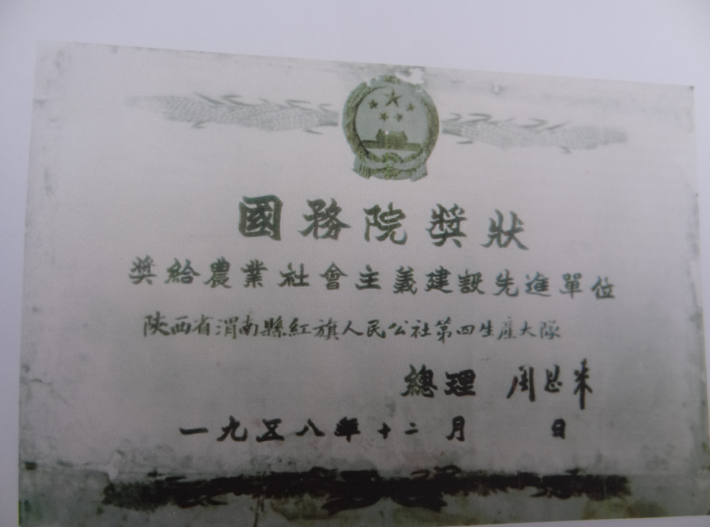 國務院獎狀
獎給農業社會主義建設先進單位
陕西省渭南縣紅旗人民公社第四生產大隊
總理 周恩来
一九五八年十二月 日